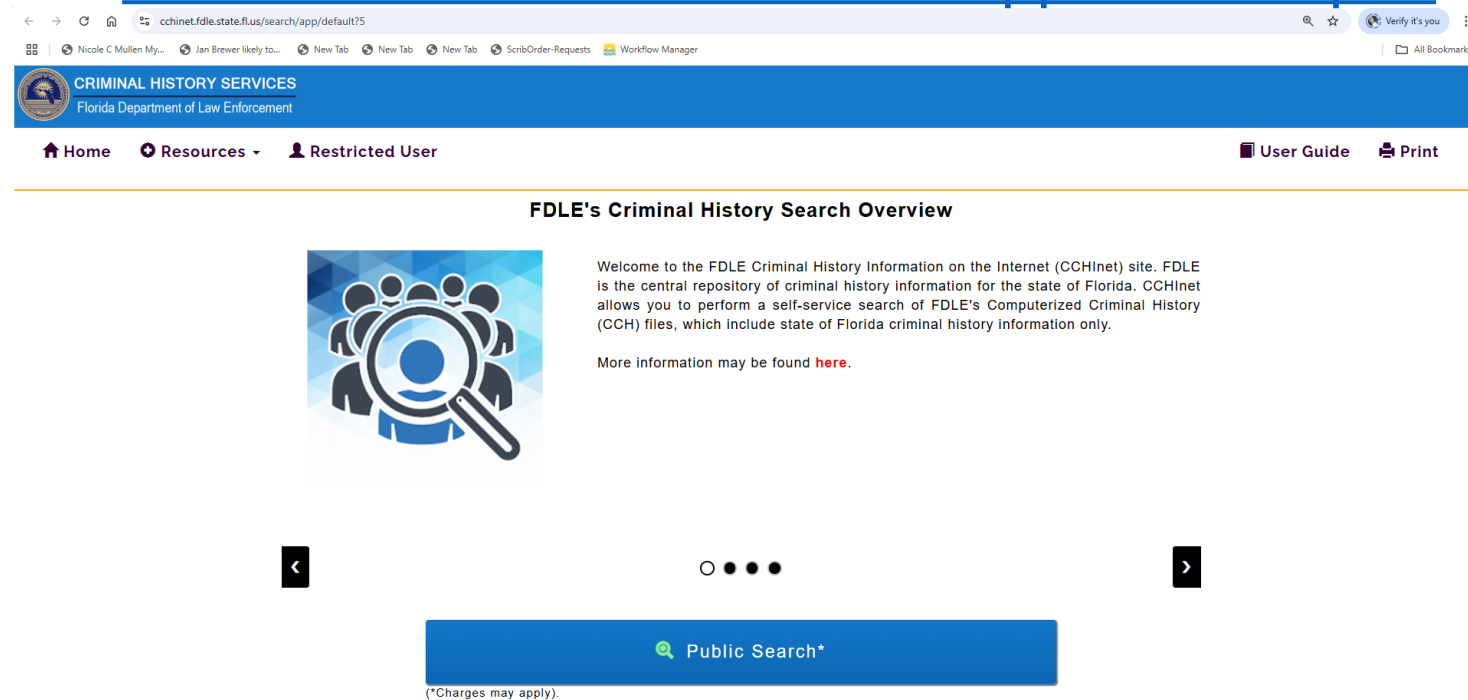 cchinet.fdle.state.fl.us/search/app/default?5
Verify it's you
Nicole C Mullen My...
Jan Brewer likely to...
New Tab
New Tab
New Tab
ScribOrder-Requests
Workflow Manager
All Bookmark
CRIMINAL HISTORY SERVICES
Florida Department of Law Enforcement
Home
Resources
Restricted User
User Guide
Print
FDLE's Criminal History Search Overview
Welcome to the FDLE Criminal History Information on the Internet (CCHInet) site. FDLE
is the central repository of criminal history information for the state of Florida. CCHInet
allows you to perform a self-service search of FDLE's Computerized Criminal History
(CCH) files, which include state of Florida criminal history information only.
More information may be found here.
Public Search*
(*Charges may apply).